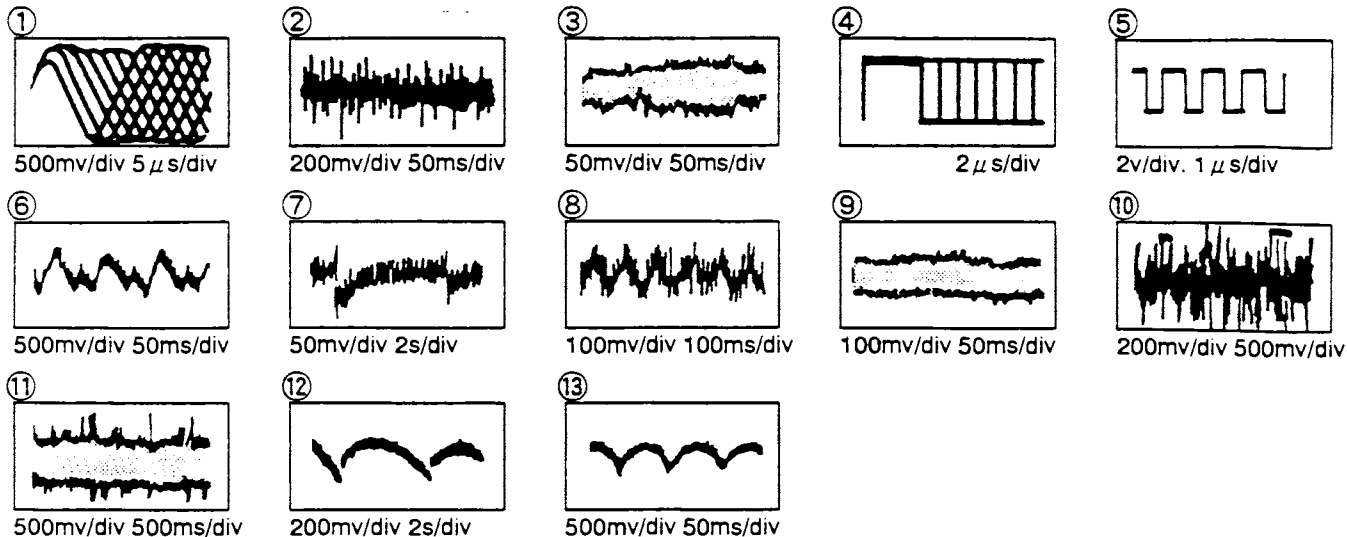 ① ② ③ ④ ⑤
500mv/div 5μs/div 200mv/div 50ms/div 50mv/div 50ms/div 2μs/div 2v/div. 1μs/div
⑥ ⑦ ⑧ ⑨ ⑩
500mv/div 50ms/div 50mv/div 2s/div 100mv/div 100ms/div 100mv/div 50ms/div 200mv/div 500mv/div
⑪ ⑫ ⑬
500mv/div 500ms/div 200mv/div 2s/div 500mv/div 50ms/div